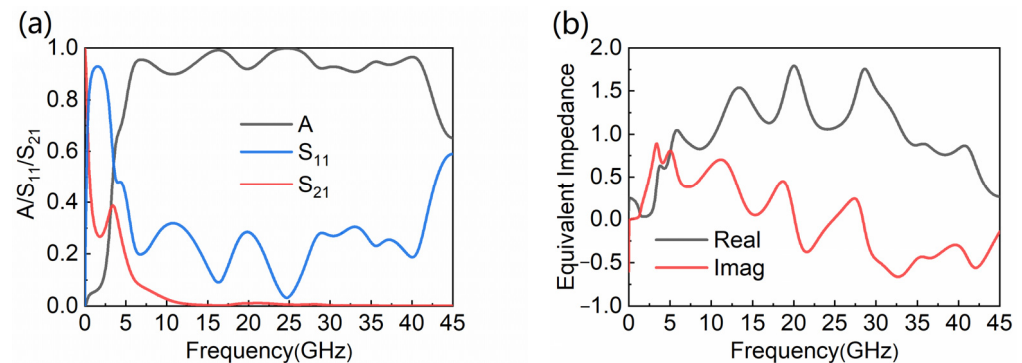 (a)
A/S11/S21
1.0
0.8
0.6
0.4
0.2
0.0
A
S11
S21
0 5 10 15 20 25 30 35 40 45
Frequency(GHz)
(b)
Equivalent Impedance
2.0
1.5
1.0
0.5
0.0
−0.5
−1.0
Real
Imag
0 5 10 15 20 25 30 35 40 45
Frequency(GHz)